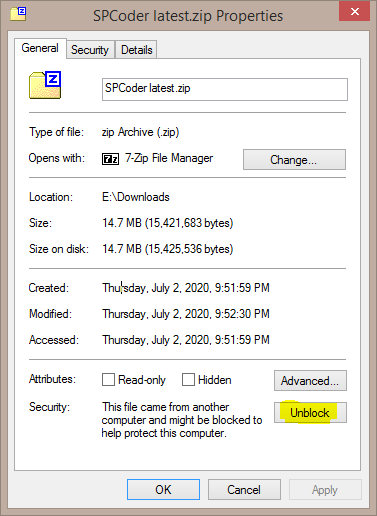 SPCoder latest.zip Properties
General Security Details
SPCoder latest.zip
Type of file: zip Archive (.zip)
Opens with: 7-Zip File Manager Change...
Location: E:\Downloads
Size: 14.7 MB (15,421,683 bytes)
Size on disk: 14.7 MB (15,425,536 bytes)
Created: Thursday, July 2, 2020, 9:51:59 PM
Modified: Thursday, July 2, 2020, 9:52:30 PM
Accessed: Thursday, July 2, 2020, 9:51:59 PM
Attributes: Read-only Hidden Advanced...
Security: This file came from another Unblock
computer and might be blocked to
help protect this computer.
OK Cancel Apply